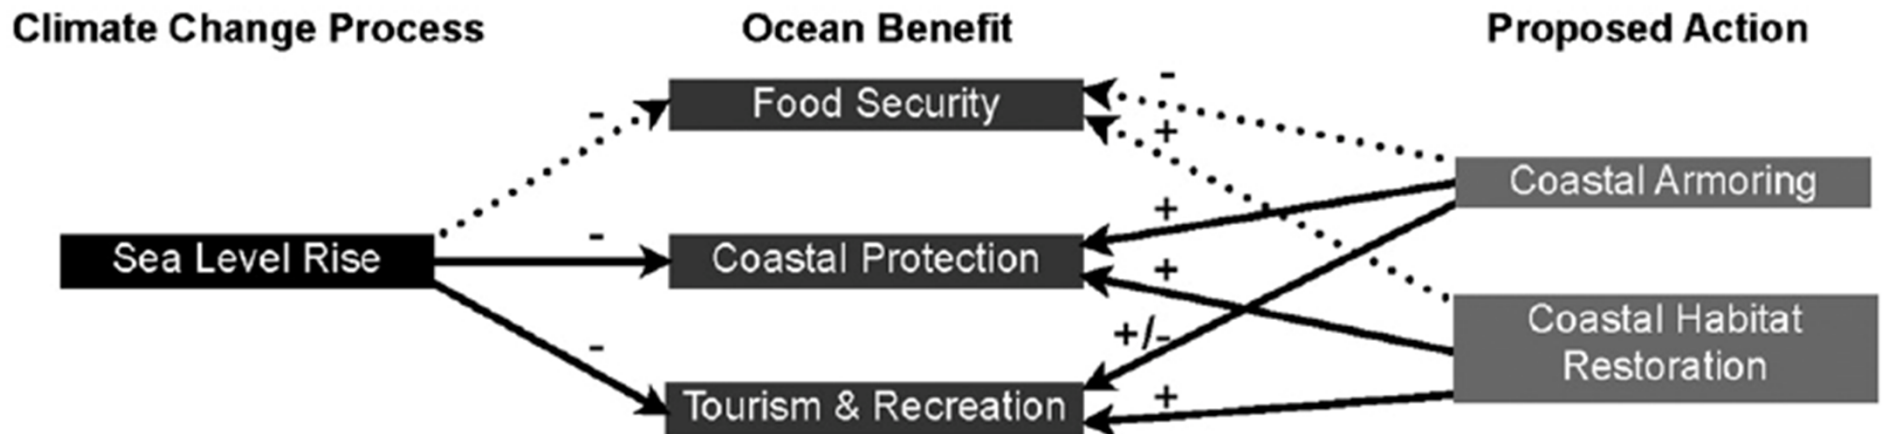 Climate Change Process
Ocean Benefit
Proposed Action
-
Food Security
-
+
Coastal Armoring
+
-
Sea Level Rise
Coastal Protection
+
Coastal Habitat
Restoration
+/-
-
Tourism & Recreation
+